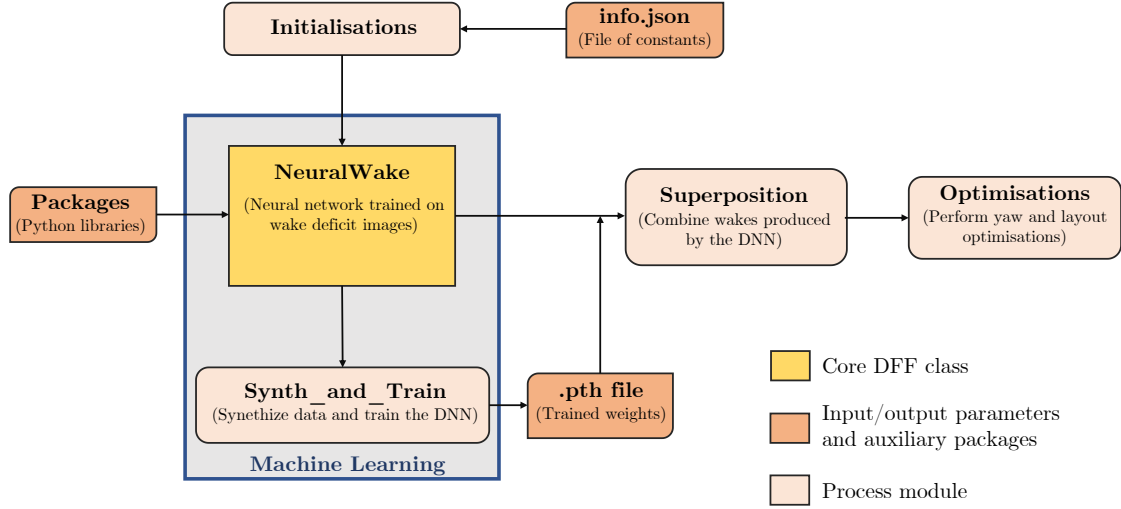 Initialisations
info.json
(File of constants)
NeuralWake
(Neural network trained on
wake deficit images)
Packages
(Python libraries)
Superposition
(Combine wakes produced
by the DNN)
Optimisations
(Perform yaw and layout
optimisations)
Synth_and_Train
(Synethize data and train the DNN)
.pth file
(Trained weights)
Machine Learning
Core DFF class
Input/output parameters
and auxiliary packages
Process module